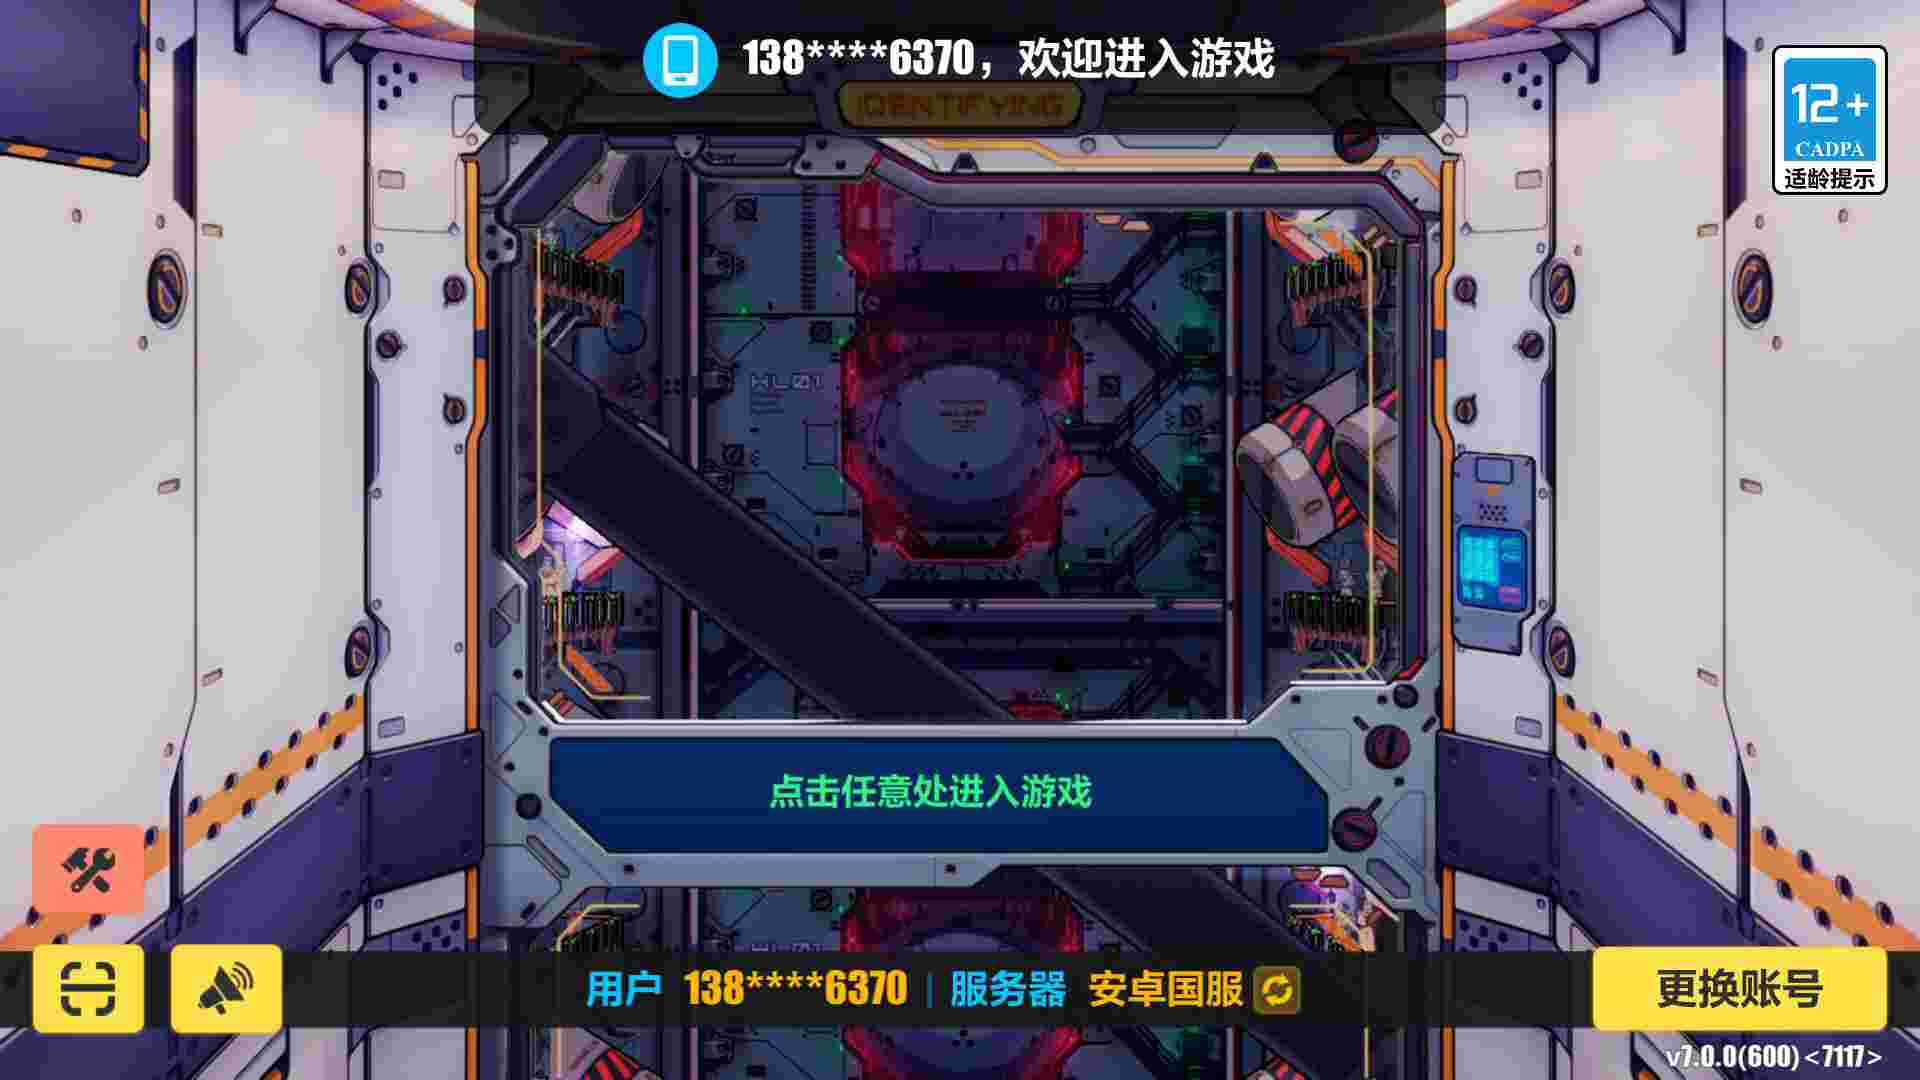 138****6370，欢迎进入游戏
IDENTIFYING
12+
CADPA
适龄提示
HL01
点击任意处进入游戏
用户 138****6370 | 服务器 安卓国服
更换账号
v7.0.0(600)<7117>